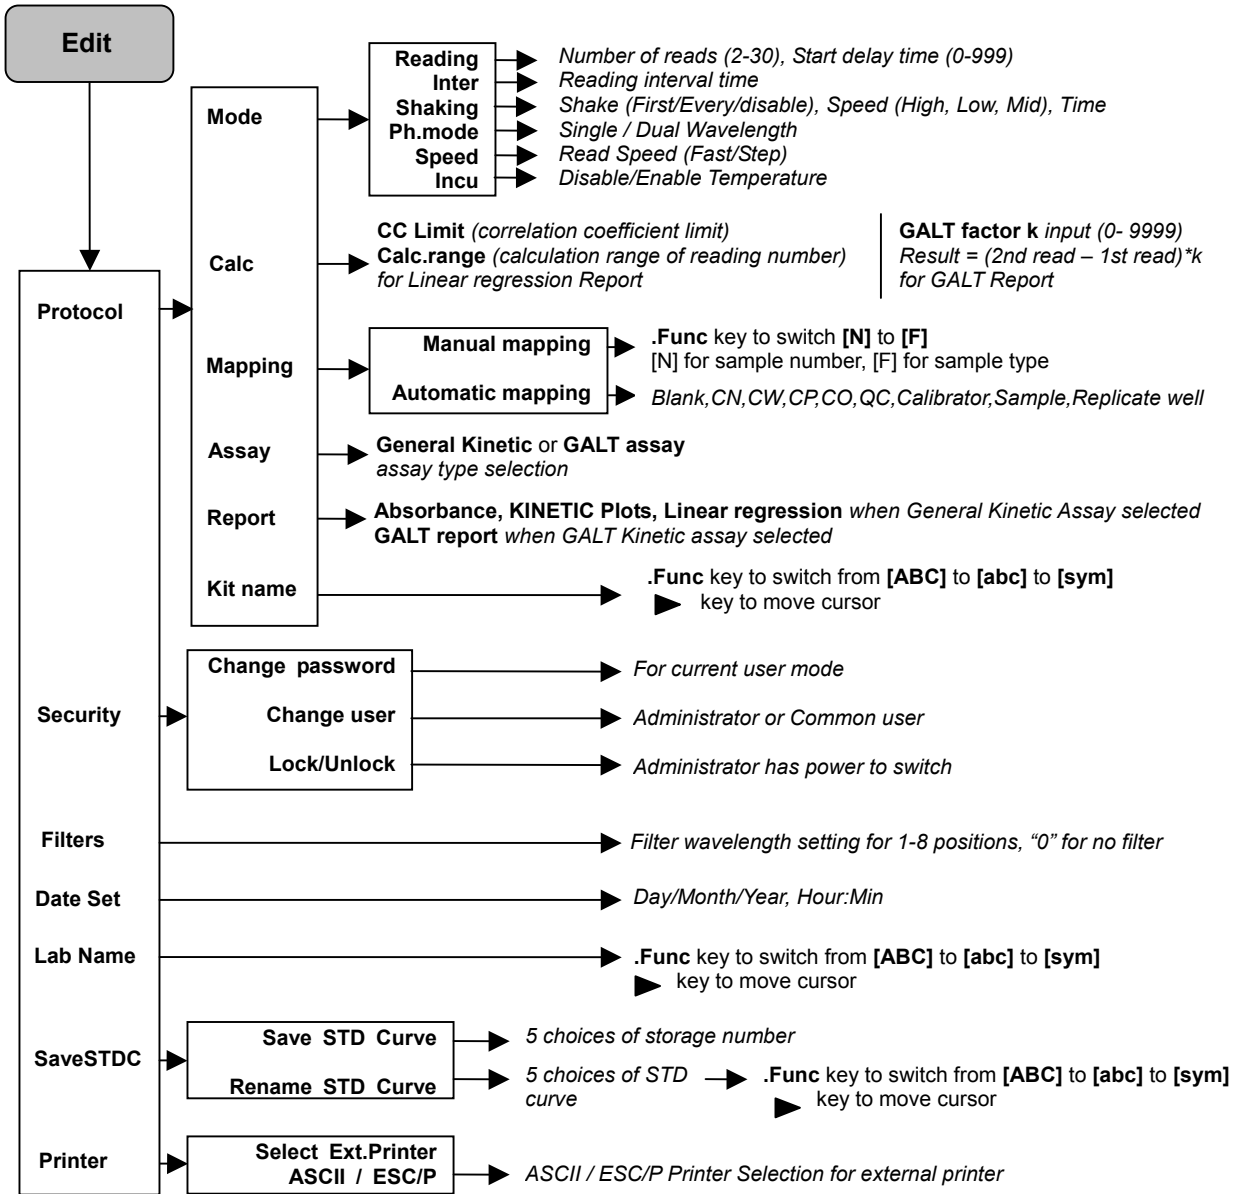 Edit
Reading
Number of reads (2-30), Start delay time (0-999)
Inter
Reading interval time
Mode
Shaking
Shake (First/Every/disable), Speed (High, Low, Mid), Time
Ph.mode
Single / Dual Wavelength
Speed
Read Speed (Fast/Step)
Incu
Disable/Enable Temperature
Calc
CC Limit (correlation coefficient limit)
Calc.range (calculation range of reading number)
for Linear regression Report
GALT factor k input (0- 9999)
Result = (2nd read – 1st read)*k
for GALT Report
Protocol
Mapping
Manual mapping
.Func key to switch [N] to [F]
[N] for sample number, [F] for sample type
Automatic mapping
Blank,CN,CW,CP,CO,QC,Calibrator,Sample,Replicate well
Assay
General Kinetic or GALT assay
assay type selection
Report
Absorbance, KINETIC Plots, Linear regression when General Kinetic Assay selected
GALT report when GALT Kinetic assay selected
Kit name
.Func key to switch from [ABC] to [abc] to [sym]
key to move cursor
Security
Change password
For current user mode
Change user
Administrator or Common user
Lock/Unlock
Administrator has power to switch
Filters
Filter wavelength setting for 1-8 positions, “0” for no filter
Date Set
Day/Month/Year, Hour:Min
Lab Name
.Func key to switch from [ABC] to [abc] to [sym]
key to move cursor
SaveSTDC
Save STD Curve
5 choices of storage number
Rename STD Curve
5 choices of STD
curve
.Func key to switch from [ABC] to [abc] to [sym]
key to move cursor
Printer
Select Ext.Printer
ASCII / ESC/P
ASCII / ESC/P Printer Selection for external printer